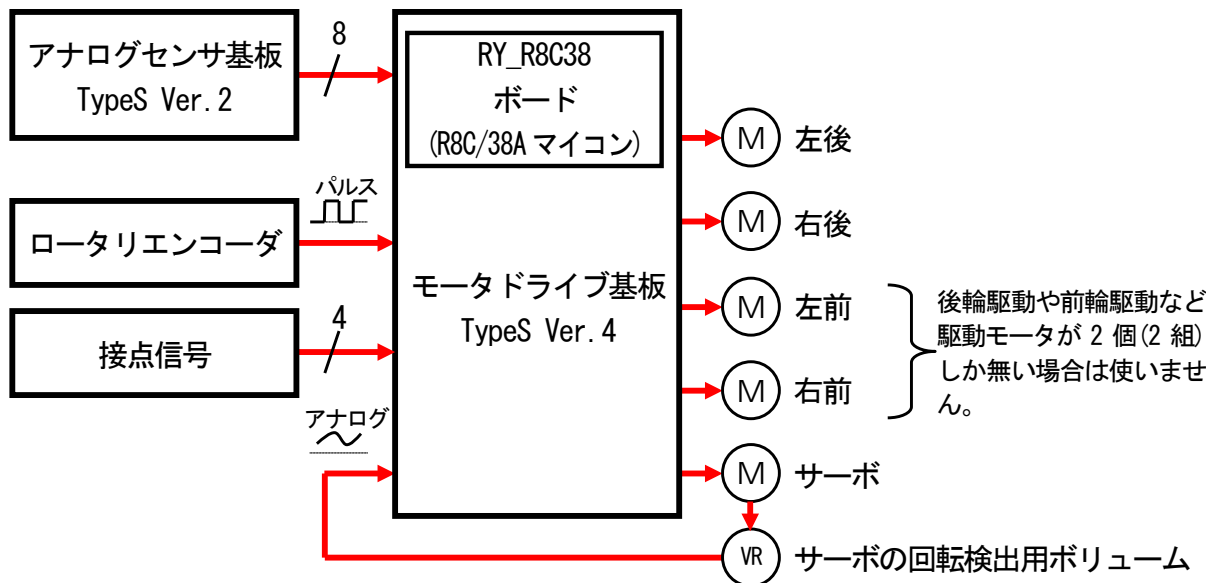 アナログセンサ基板
TypeS Ver.2
8
RY_R8C38
ボード
(R8C/38A マイコン)
M 左後
パルス
ロータリエンコーダ
M 右後
モータドライブ基板
TypeS Ver.4
M 左前
後輪駆動や前輪駆動など
駆動モータが 2 個(2 組)
しか無い場合は使いませ
ん。
4
接点信号
M 右前
アナログ
M サーボ
VR サーボの回転検出用ボリューム